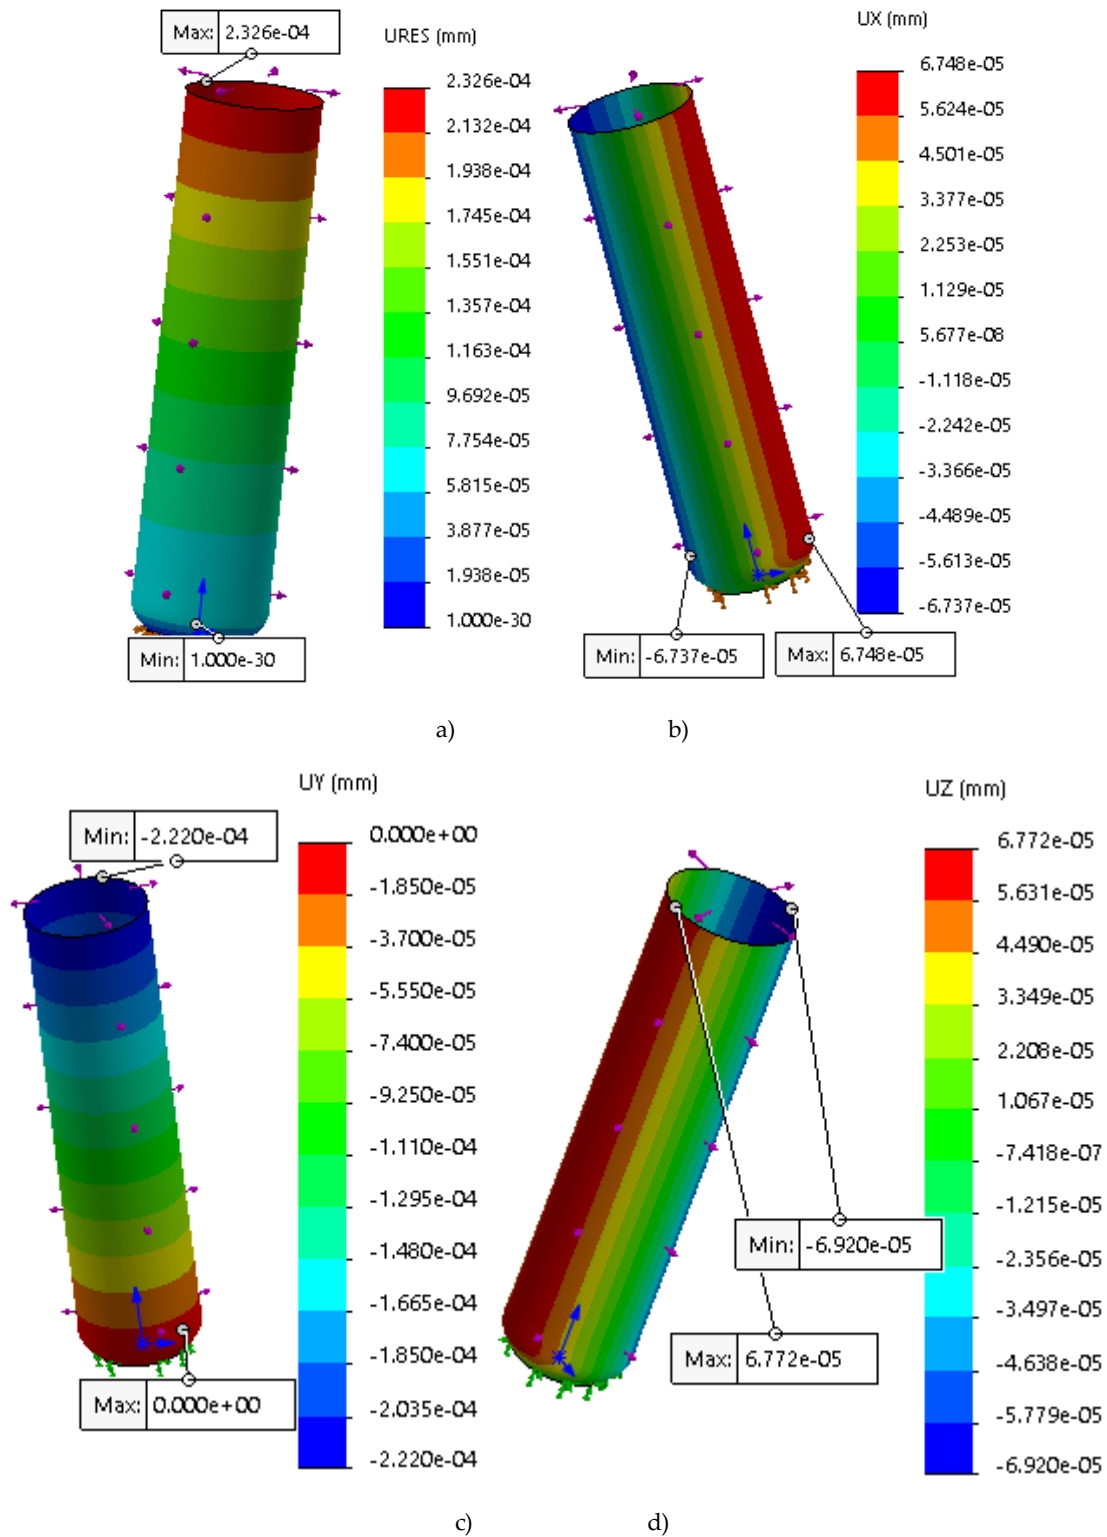 Max: 2.326e-04
URES (mm)
2.326e-04
2.132e-04
1.938e-04
1.745e-04
1.551e-04
1.357e-04
1.163e-04
9.692e-05
7.754e-05
5.815e-05
3.877e-05
1.938e-05
1.000e-30
Min: 1.000e-30
UX (mm)
6.748e-05
5.624e-05
4.501e-05
3.377e-05
2.253e-05
1.129e-05
5.677e-08
-1.118e-05
-2.242e-05
-3.366e-05
-4.489e-05
-5.613e-05
-6.737e-05
Min: -6.737e-05
Max: 6.748e-05
a)
b)
UY (mm)
Min: -2.220e-04
0.000e+00
-1.850e-05
-3.700e-05
-5.550e-05
-7.400e-05
-9.250e-05
-1.110e-04
-1.295e-04
-1.480e-04
-1.665e-04
-1.850e-04
-2.035e-04
-2.220e-04
Max: 0.000e+00
UZ (mm)
6.772e-05
5.631e-05
4.490e-05
3.349e-05
2.208e-05
1.067e-05
-7.418e-07
-1.215e-05
-2.356e-05
-3.497e-05
-4.638e-05
-5.779e-05
-6.920e-05
Min: -6.920e-05
Max: 6.772e-05
c)
d)